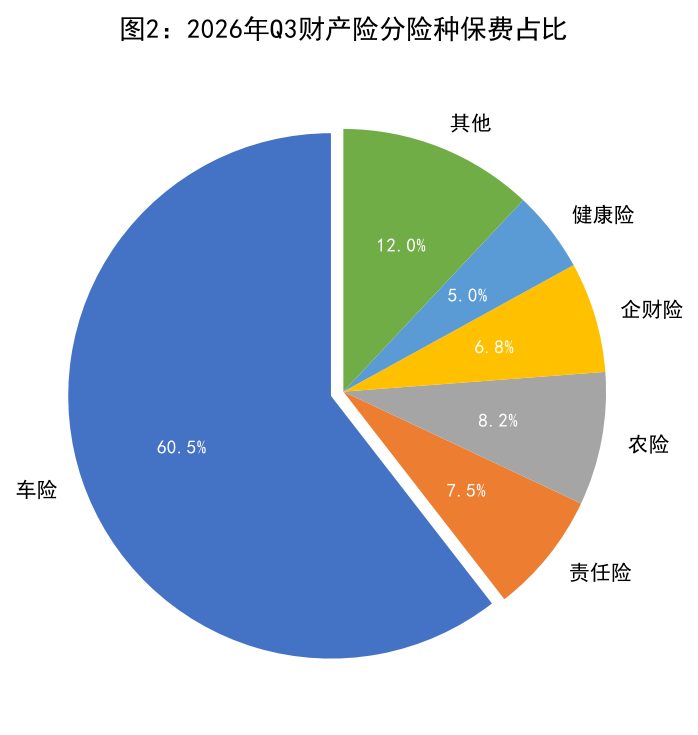 图2：2026年Q3财产险分险种保费占比
其他
12.0%
健康险
5.0%
企财险
6.8%
农险
8.2%
责任险
7.5%
车险
60.5%